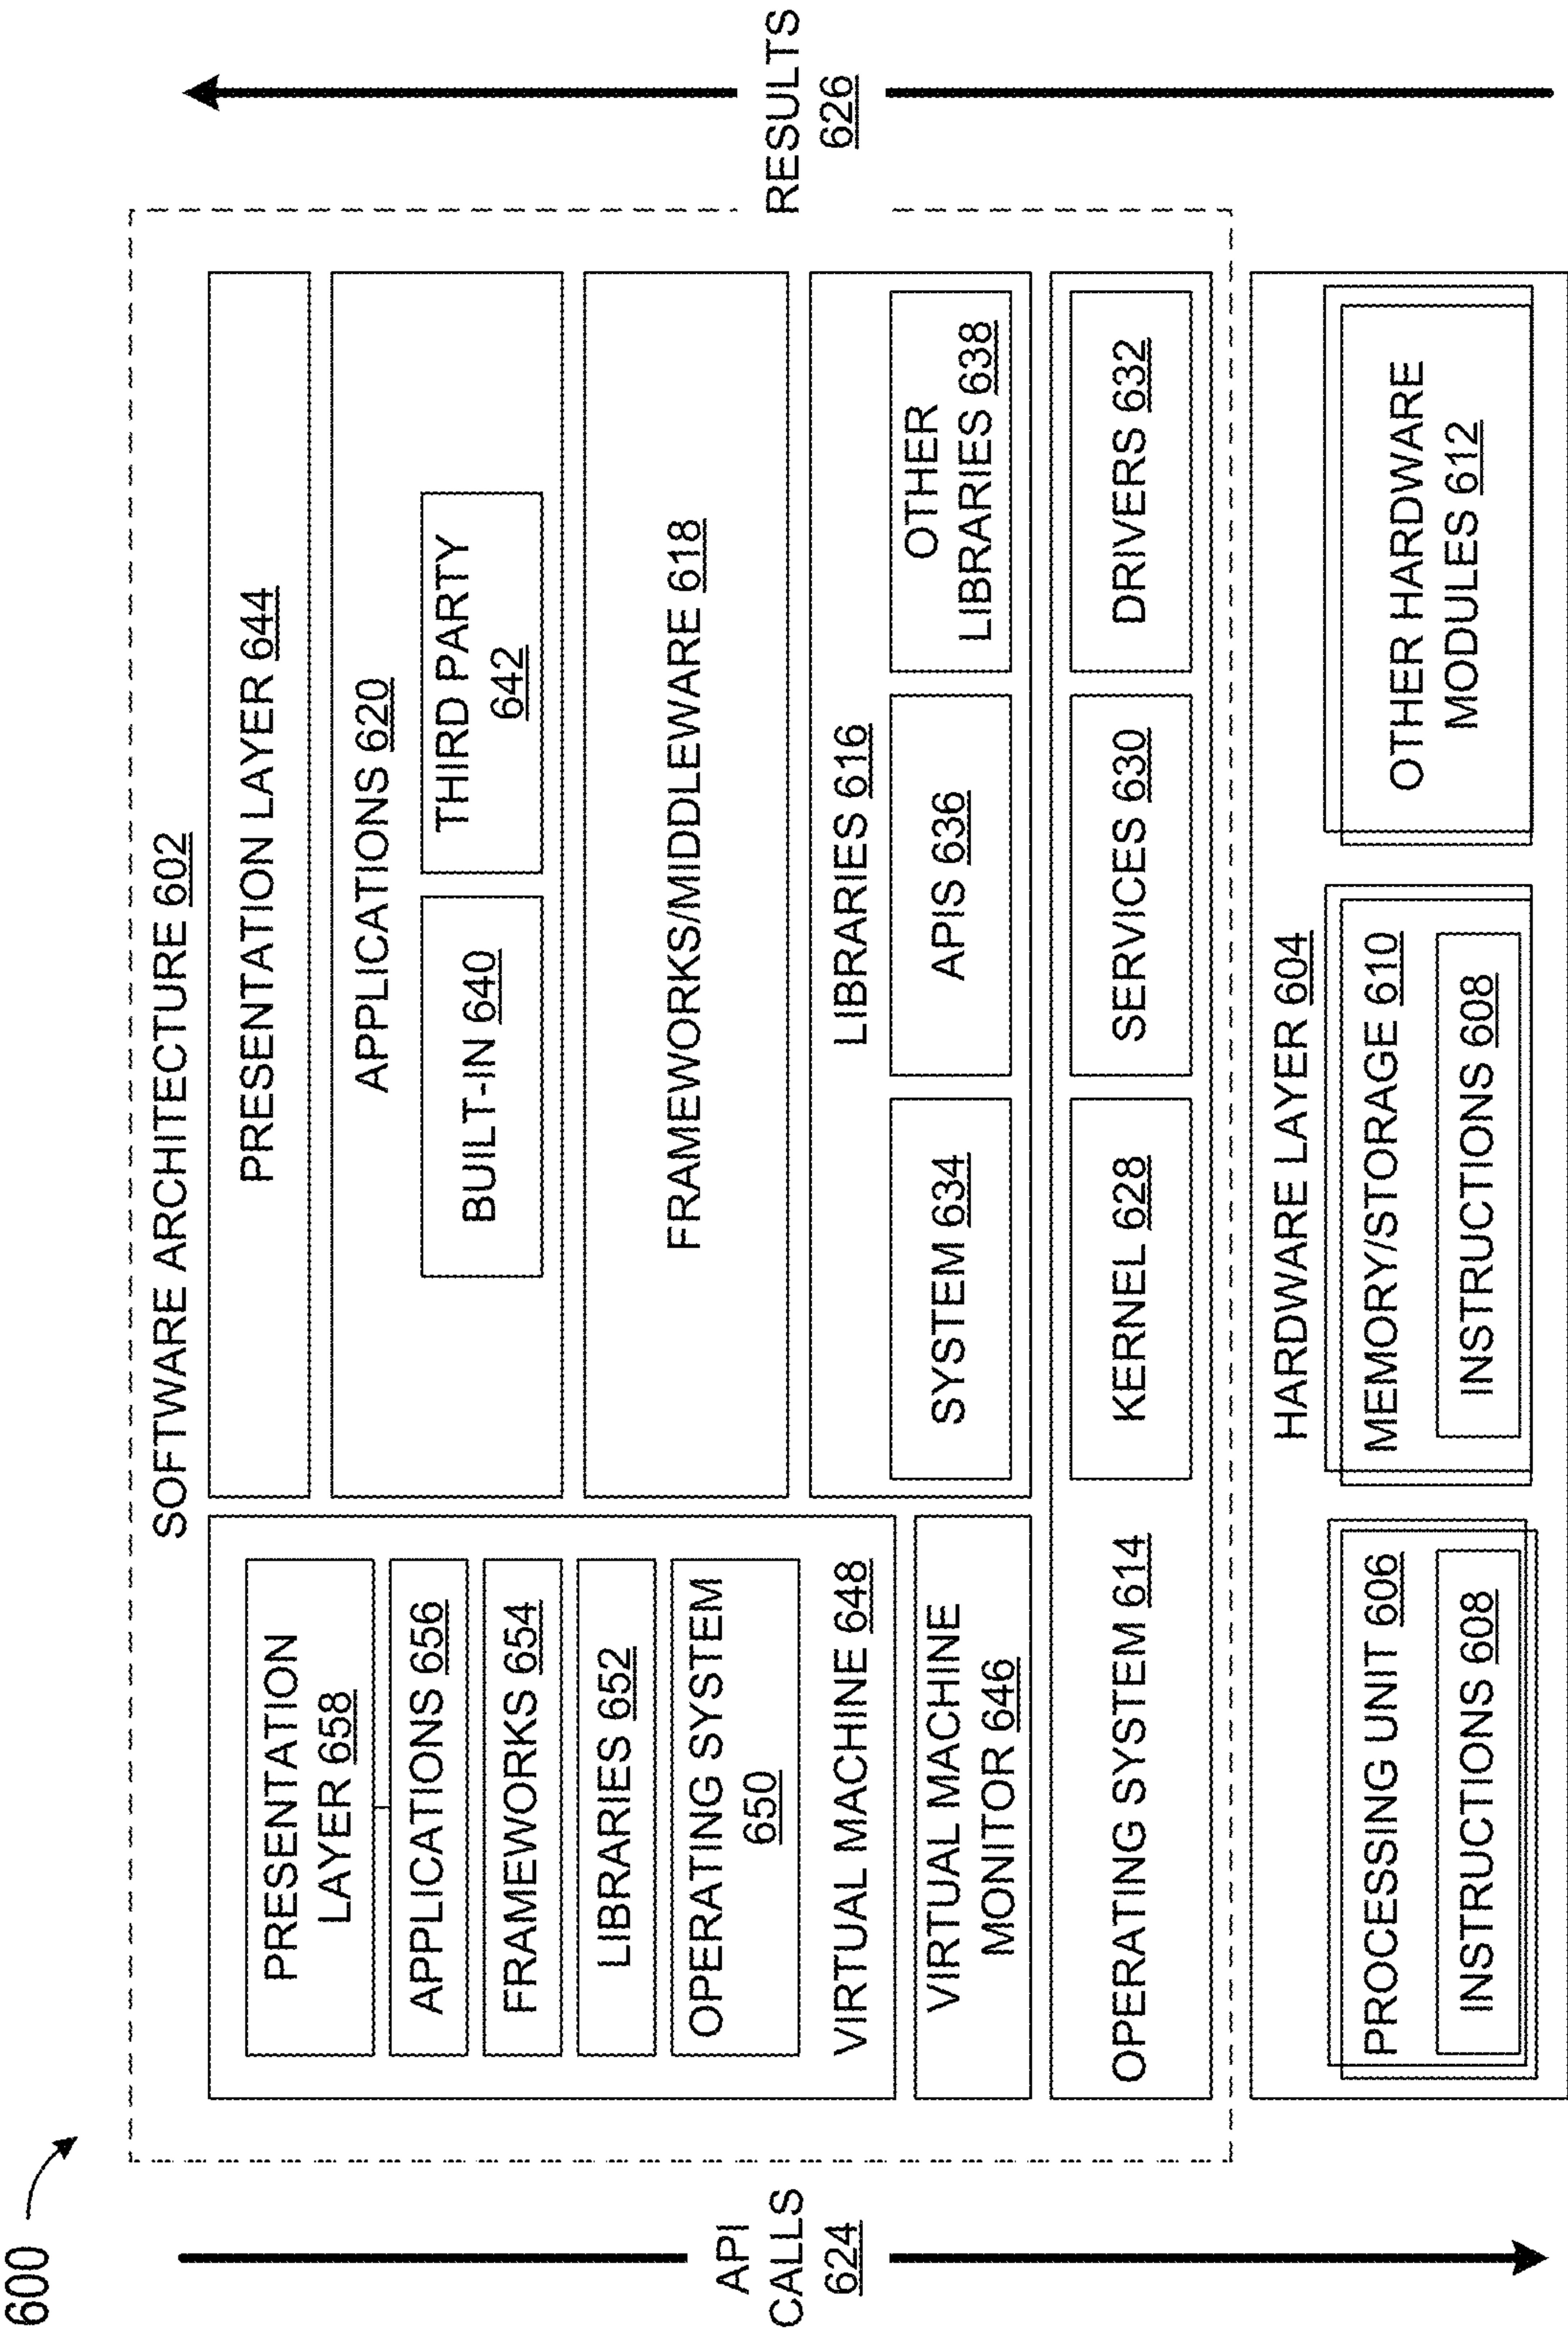 600
SOFTWARE ARCHITECTURE 602
PRESENTATION
LAYER 658
APPLICATIONS 656
FRAMEWORKS 654
LIBRARIES 652
OPERATING SYSTEM
650
VIRTUAL MACHINE 648
VIRTUAL MACHINE
MONITOR 646
PRESENTATION LAYER 644
APPLICATIONS 620
BUILT-IN 640
THIRD PARTY
642
FRAMEWORKS/MIDDLEWARE 618
LIBRARIES 616
SYSTEM 634
APIS 636
OTHER
LIBRARIES 638
OPERATING SYSTEM 614
KERNEL 628
SERVICES 630
DRIVERS 632
HARDWARE LAYER 604
PROCESSING UNIT 606
INSTRUCTIONS 608
MEMORY/STORAGE 610
INSTRUCTIONS 608
OTHER HARDWARE
MODULES 612
API
CALLS
624
RESULTS
626